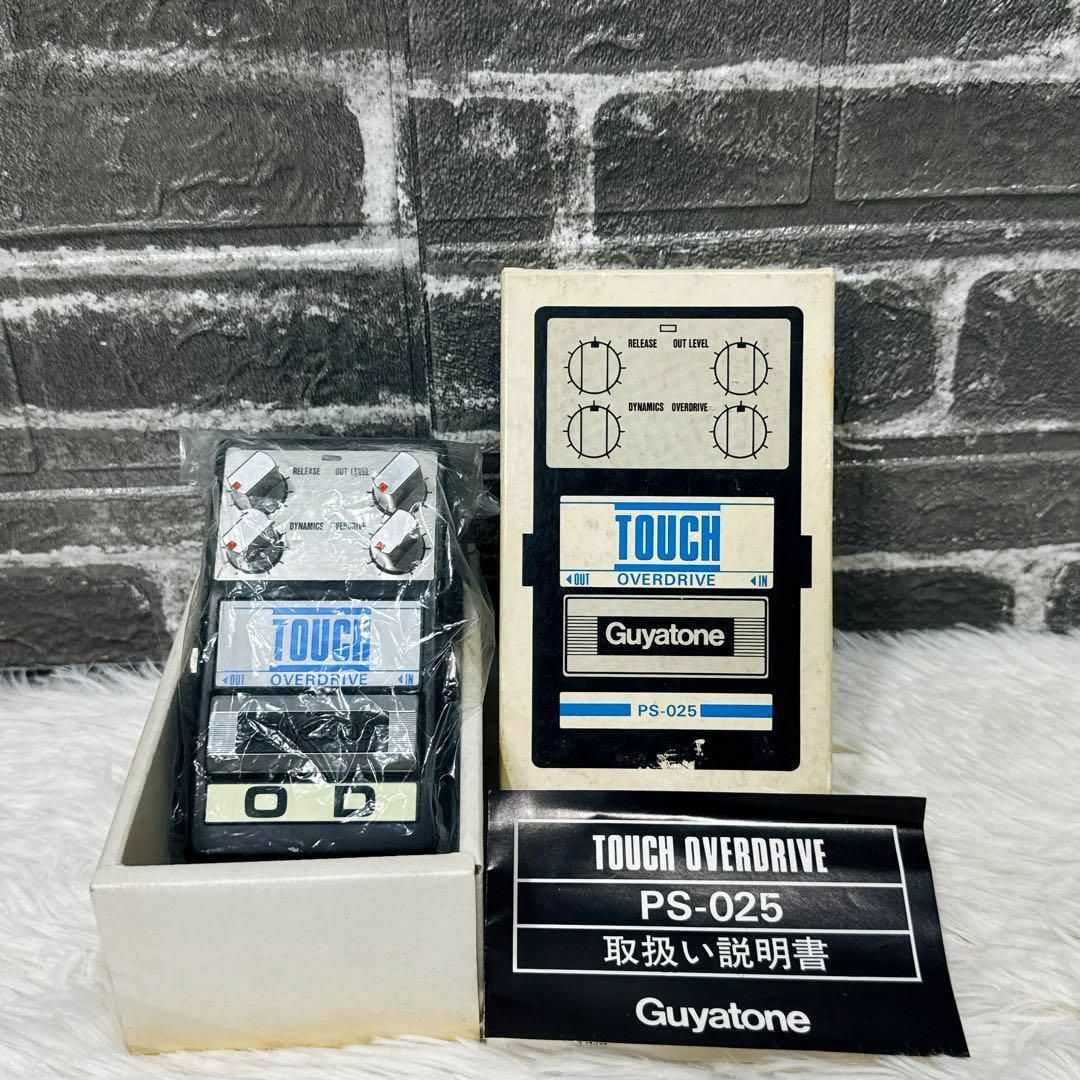 RELEASE OUT LEVEL
DYNAMICS OVERDRIVE
TOUCH
OVERDRIVE
◄OUT ◄IN
Guyatone
PS-025
RELEASE OUT LEVEL
DYNAMICS OVERDRIVE
TOUCH
◄OUT OVERDRIVE ◄IN
O D
TOUCH OVERDRIVE
PS-025
取扱い説明書
Guyatone